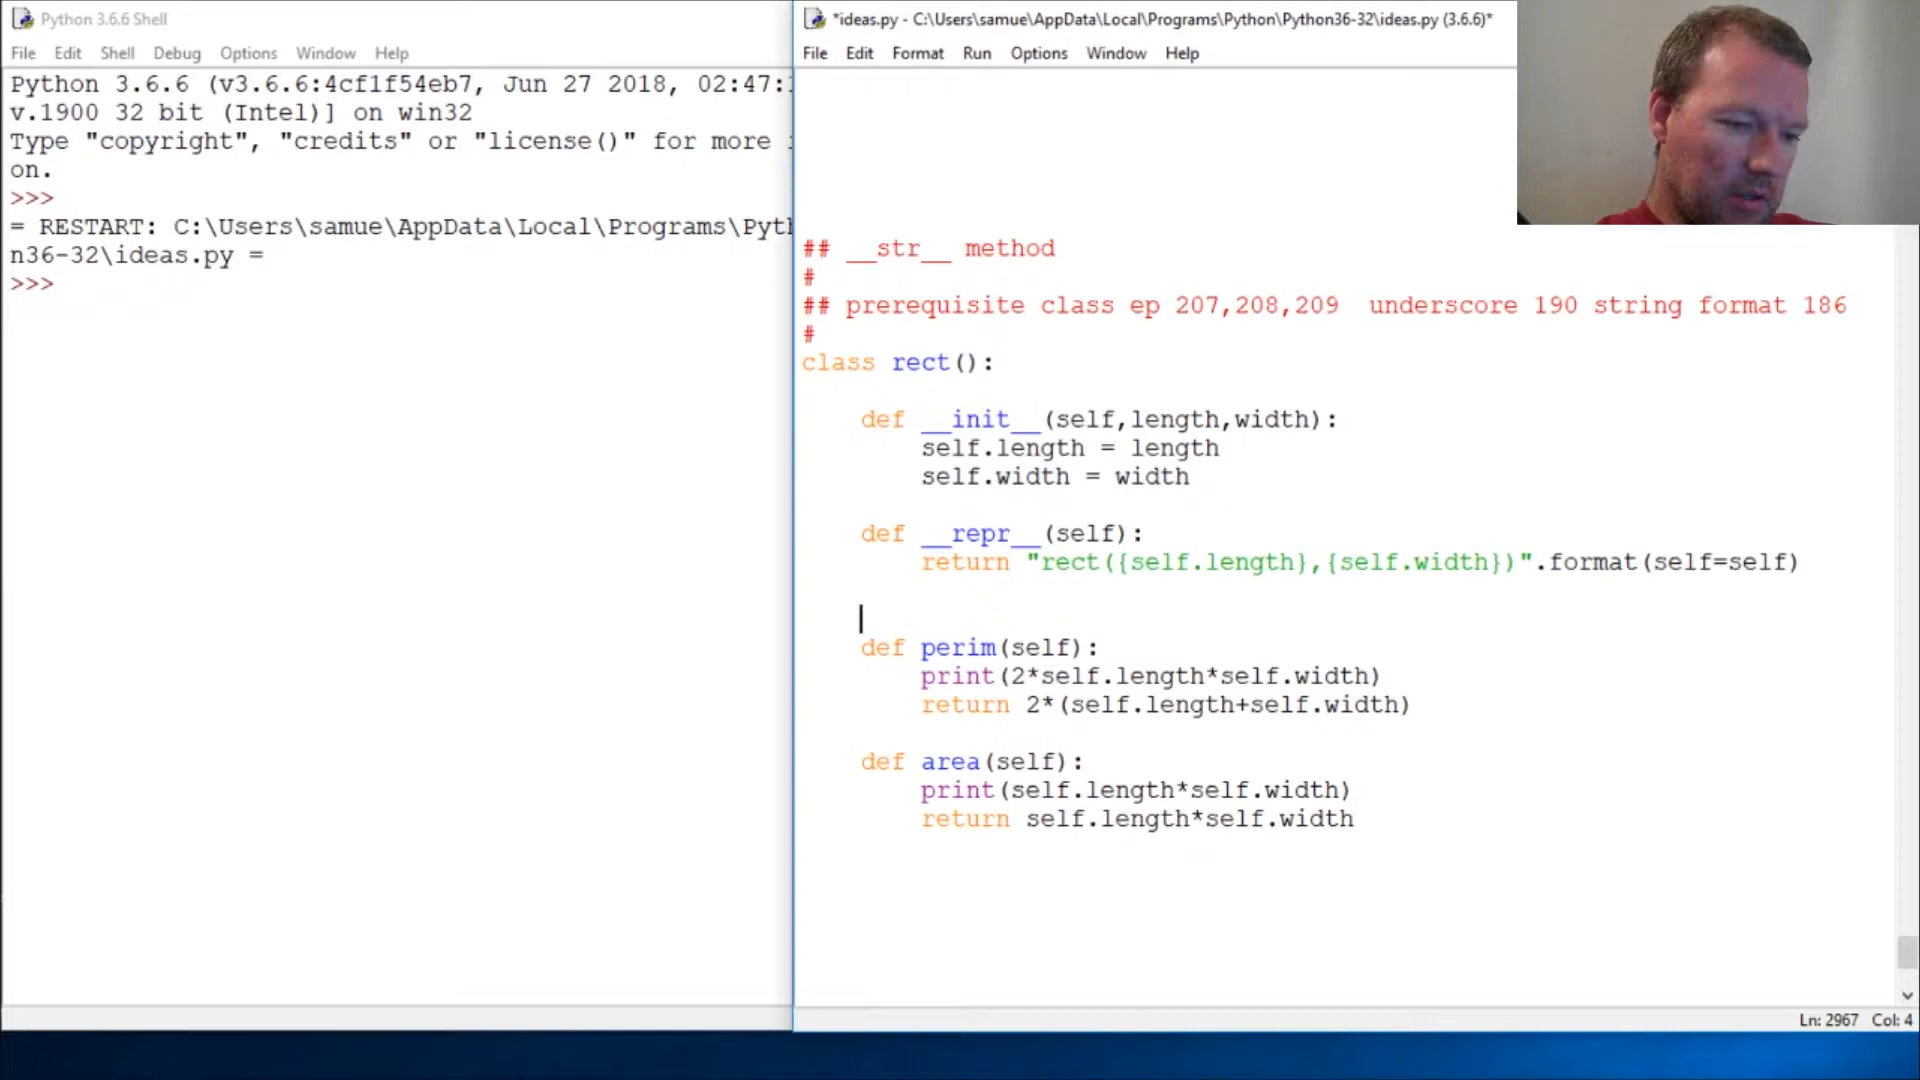 Python 3.6.6 Shell
File Edit Shell Debug Options Window Help
Python 3.6.6 (v3.6.6:4cf1f54eb7, Jun 27 2018, 02:47:
v.1900 32 bit (Intel)] on win32
Type "copyright", "credits" or "license()" for more
on.
>>>
= RESTART: C:\Users\samue\AppData\Local\Programs\Pyth
n36-32\ideas.py =
>>>
*ideas.py - C:\Users\samue\AppData\Local\Programs\Python\Python36-32\ideas.py (3.6.6)*
File Edit Format Run Options Window Help
## __str__ method
#
## prerequisite class ep 207,208,209  underscore 190 string format 186
#
class rect():
def __init__(self,length,width):
self.length = length
self.width = width
def __repr__(self):
return "rect({self.length},{self.width})".format(self=self)
def perim(self):
print(2*self.length*self.width)
return 2*(self.length+self.width)
def area(self):
print(self.length*self.width)
return self.length*self.width
Ln: 2967 Col: 4